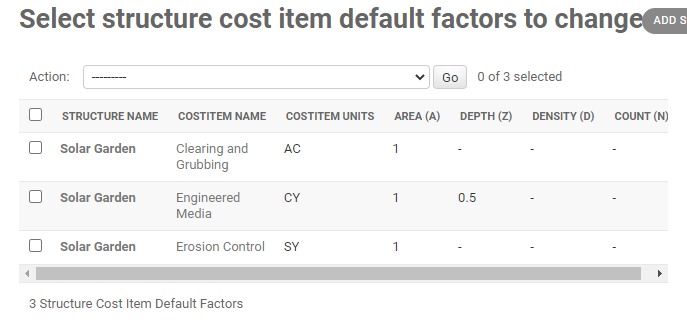 Select structure cost item default factors to change
ADD S
Action: --------- Go 0 of 3 selected
STRUCTURE NAME COSTITEM NAME COSTITEM UNITS AREA (A) DEPTH (Z) DENSITY (D) COUNT (N)
Solar Garden Clearing and Grubbing AC 1 - - -
Solar Garden Engineered Media CY 1 0.5 - -
Solar Garden Erosion Control SY 1 - - -
3 Structure Cost Item Default Factors